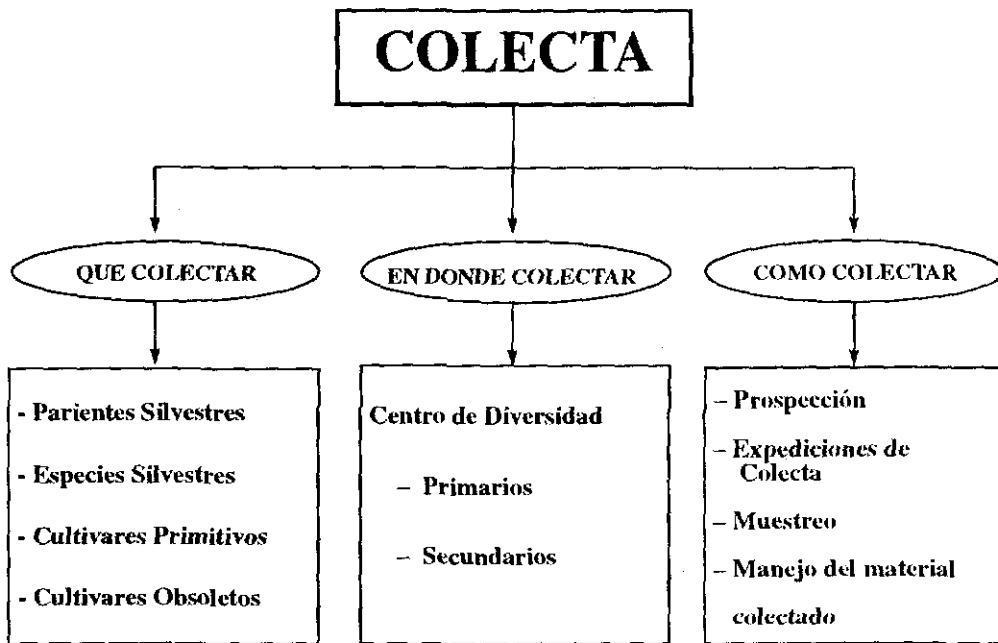 COLECTA
QUE COLECTAR
EN DONDE COLECTAR
COMO COLECTAR
- Parientes Silvestres
- Especies Silvestres
- Cultivares Primitivos
- Cultivares Obsoletos
Centro de Diversidad
– Primarios
– Secundarios
– Prospección
– Expediciones de
Colecta
– Muestreo
– Manejo del material
colectado